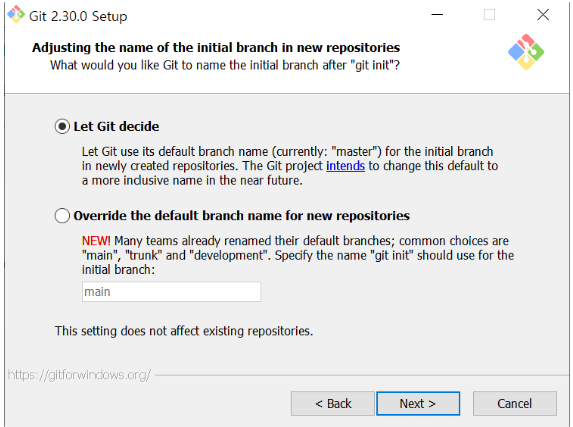 Git 2.30.0 Setup
Adjusting the name of the initial branch in new repositories
What would you like Git to name the initial branch after "git init"?
Let Git decide
Let Git use its default branch name (currently: "master") for the initial branch
in newly created repositories. The Git project intends to change this default to
a more inclusive name in the near future.
Override the default branch name for new repositories
NEW! Many teams already renamed their default branches; common choices are
"main", "trunk" and "development". Specify the name "git init" should use for the
initial branch:
main
This setting does not affect existing repositories.
https://gitforwindows.org/
< Back
Next >
Cancel